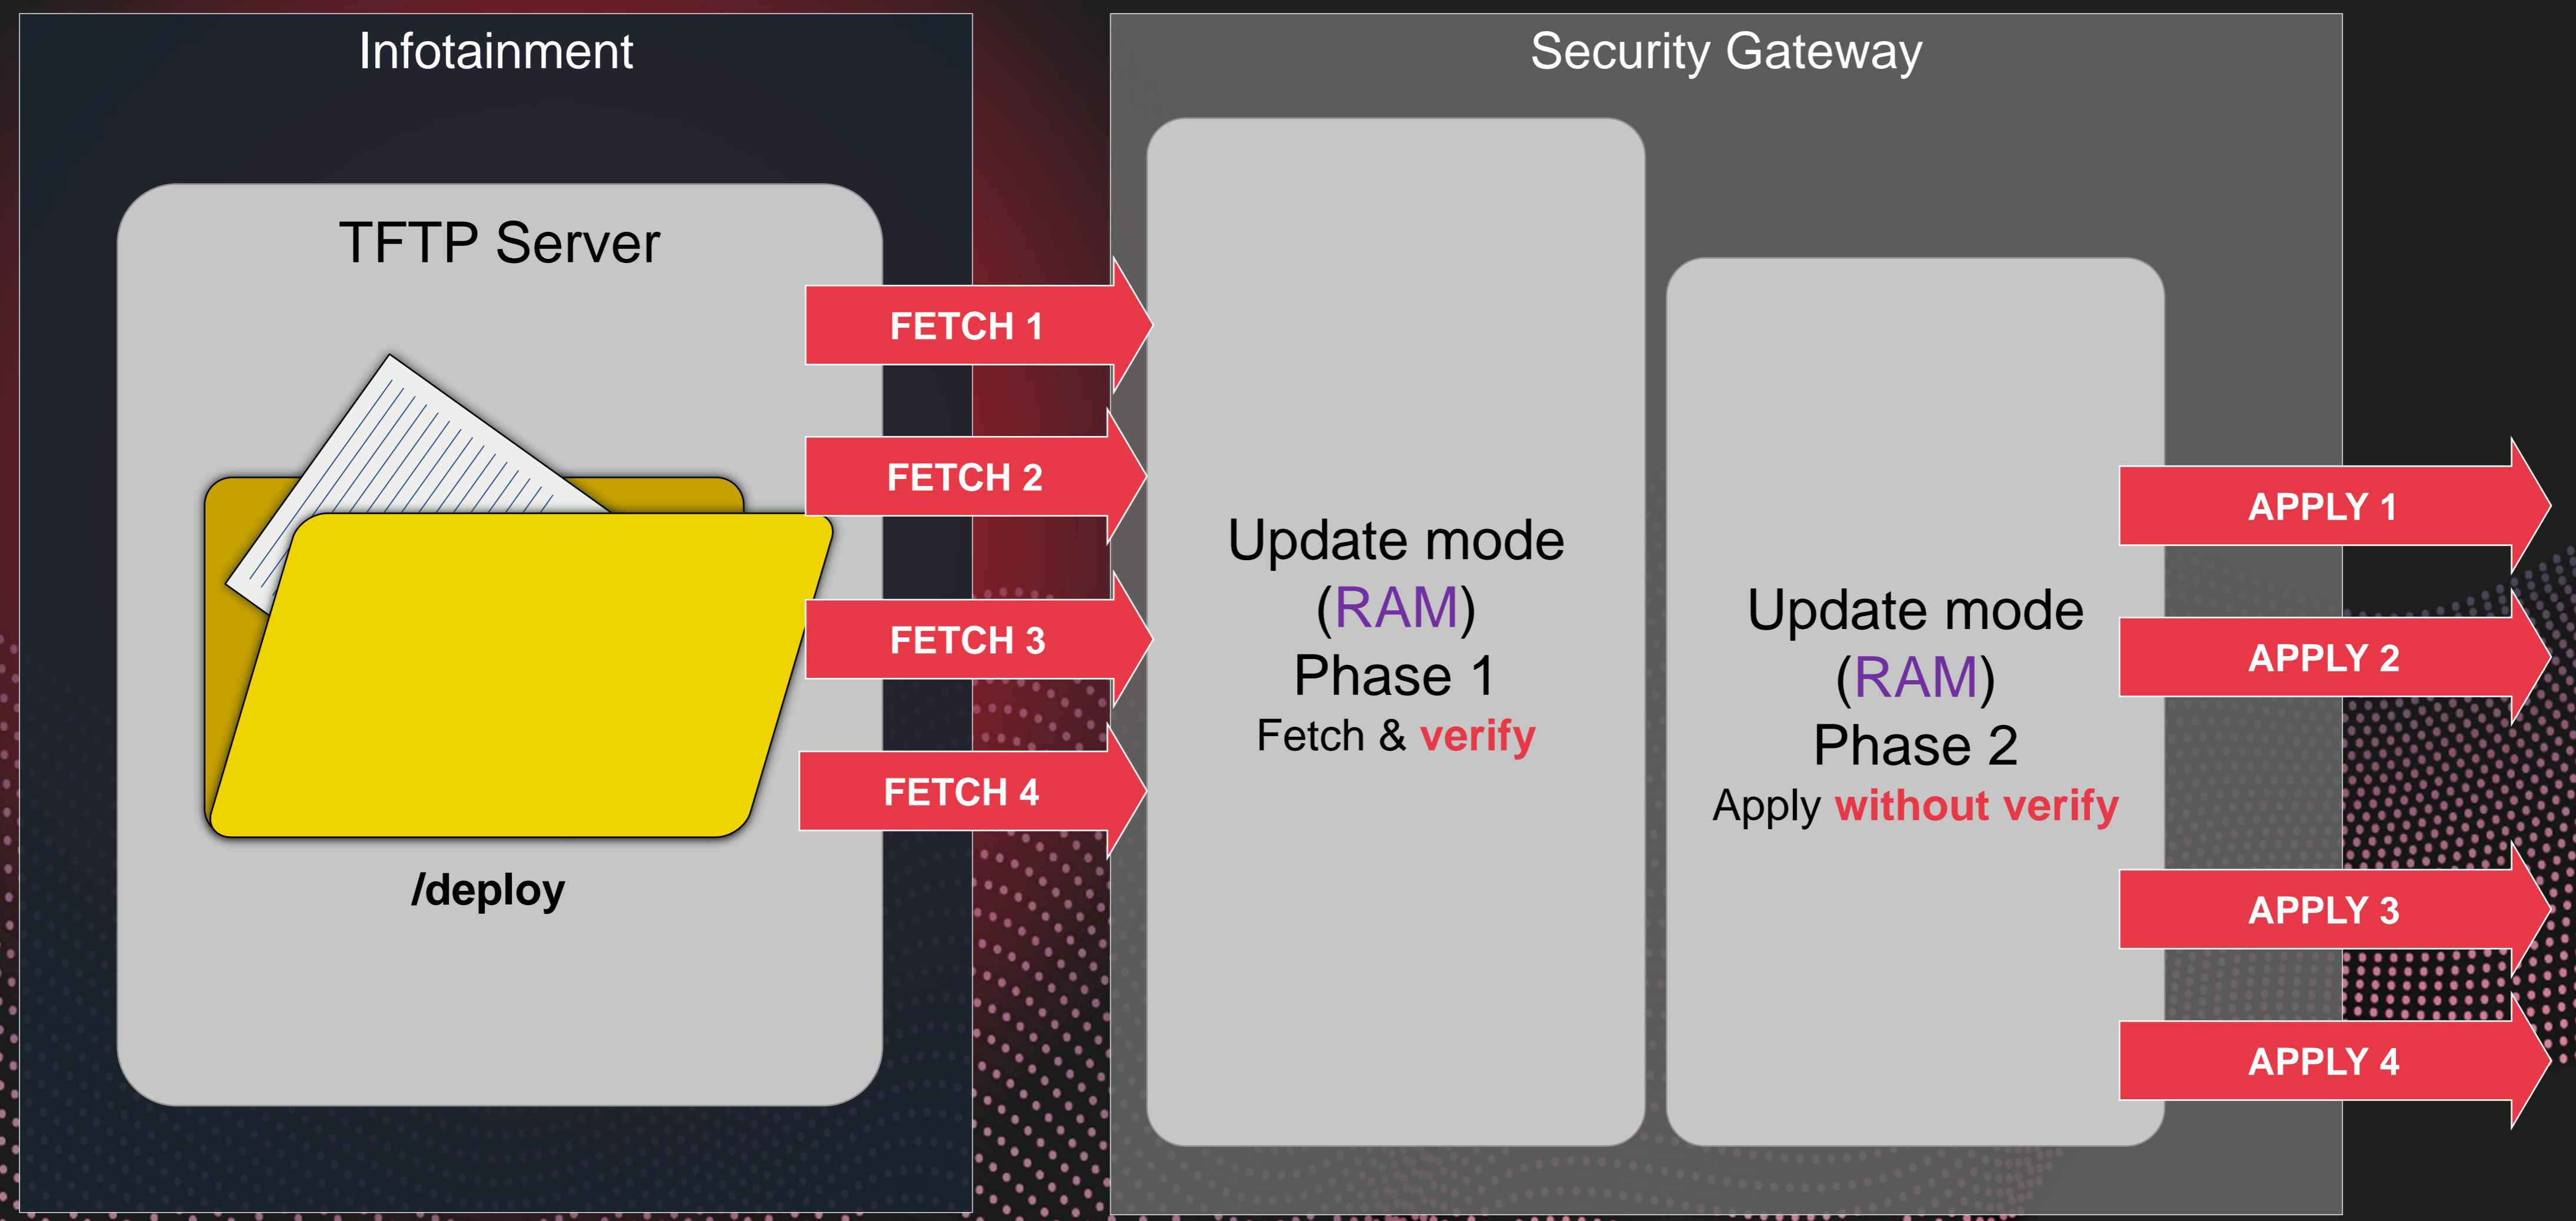 Infotainment
TFTP Server
/deploy
FETCH 1
FETCH 2
FETCH 3
FETCH 4
Security Gateway
Update mode
(RAM)
Phase 1
Fetch & verify
Update mode
(RAM)
Phase 2
Apply without verify
APPLY 1
APPLY 2
APPLY 3
APPLY 4